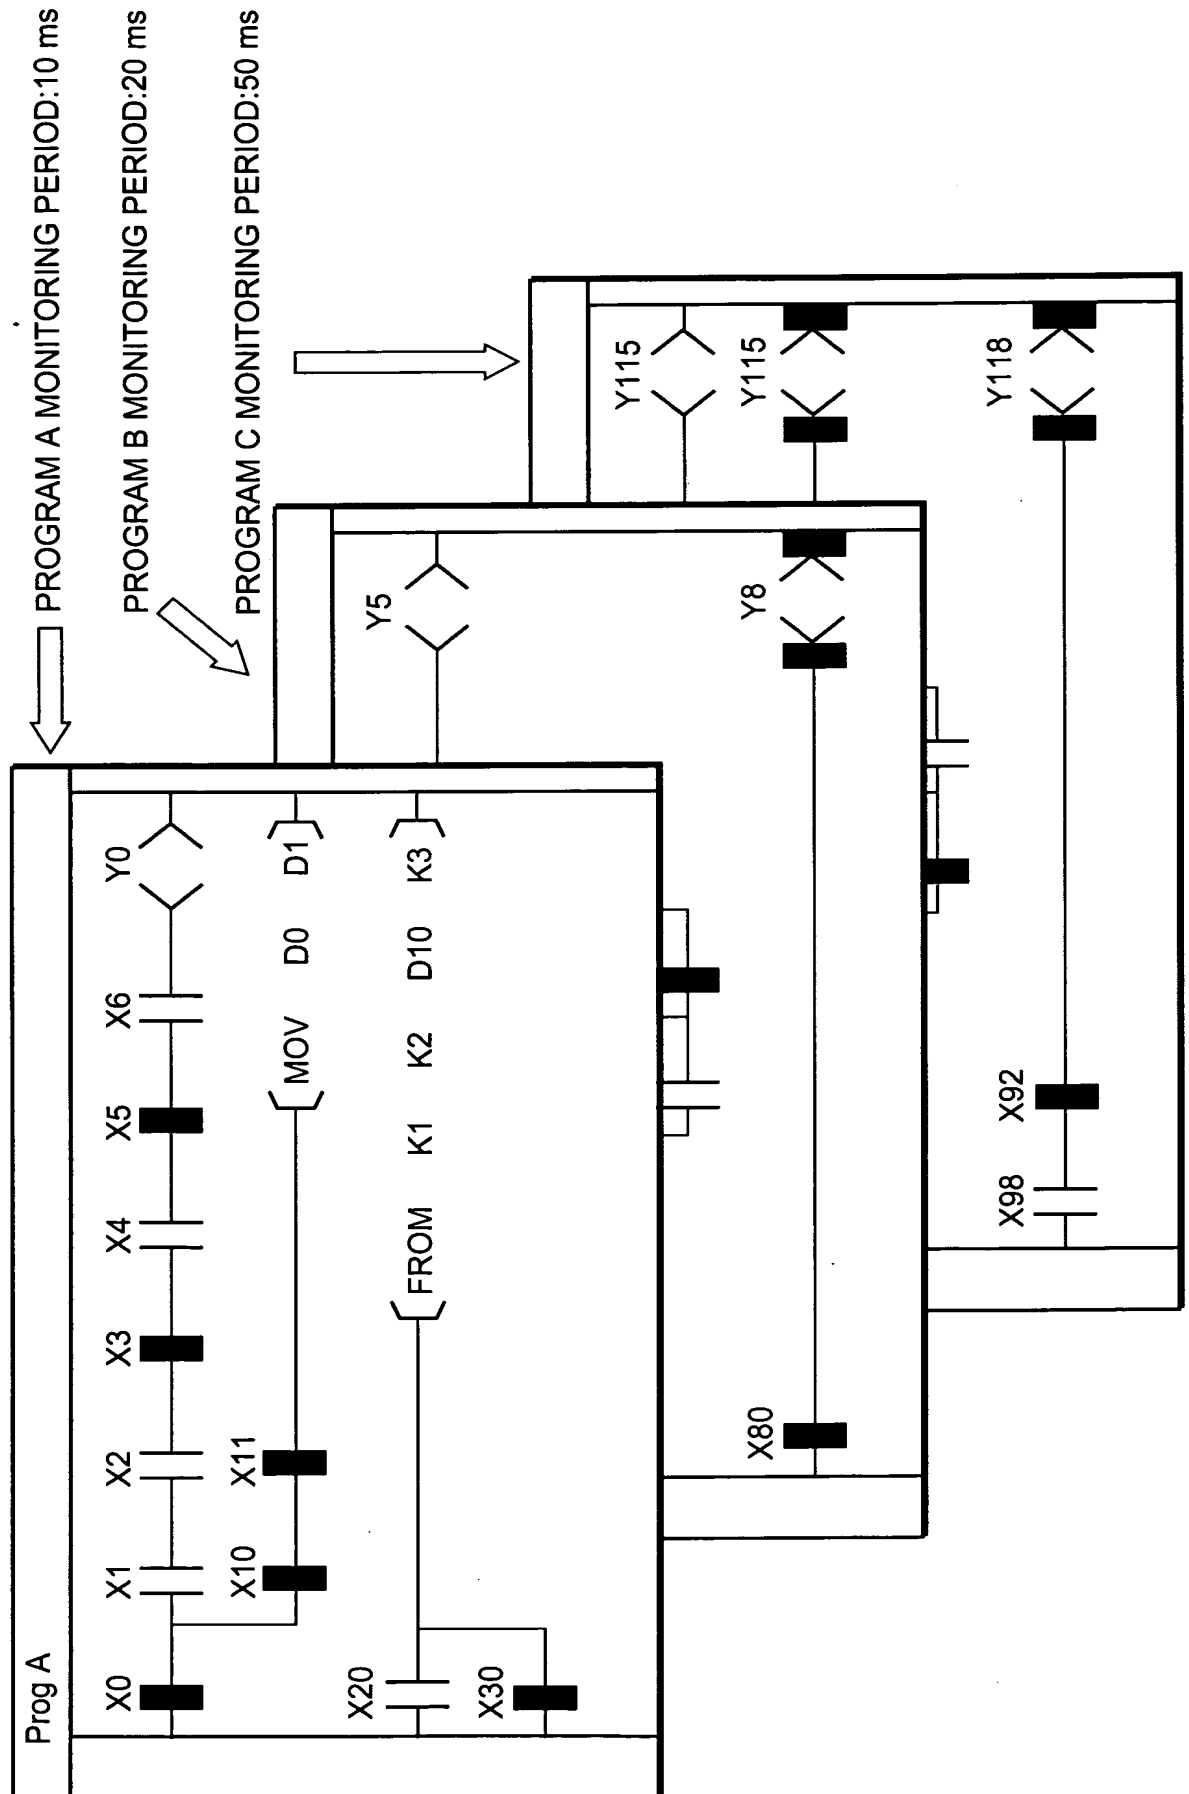 PROGRAM A MONITORING PERIOD:10 ms
PROGRAM B MONITORING PERIOD:20 ms
PROGRAM C MONITORING PERIOD:50 ms
Prog A
X0 X1 X2 X3 X4 X5 X6 Y0
X10 X11 MOV D0 D1
X20 FROM K1 K2 D10 K3
X30
Y5
X80 Y8
Y115
Y115
X98 X92 Y118